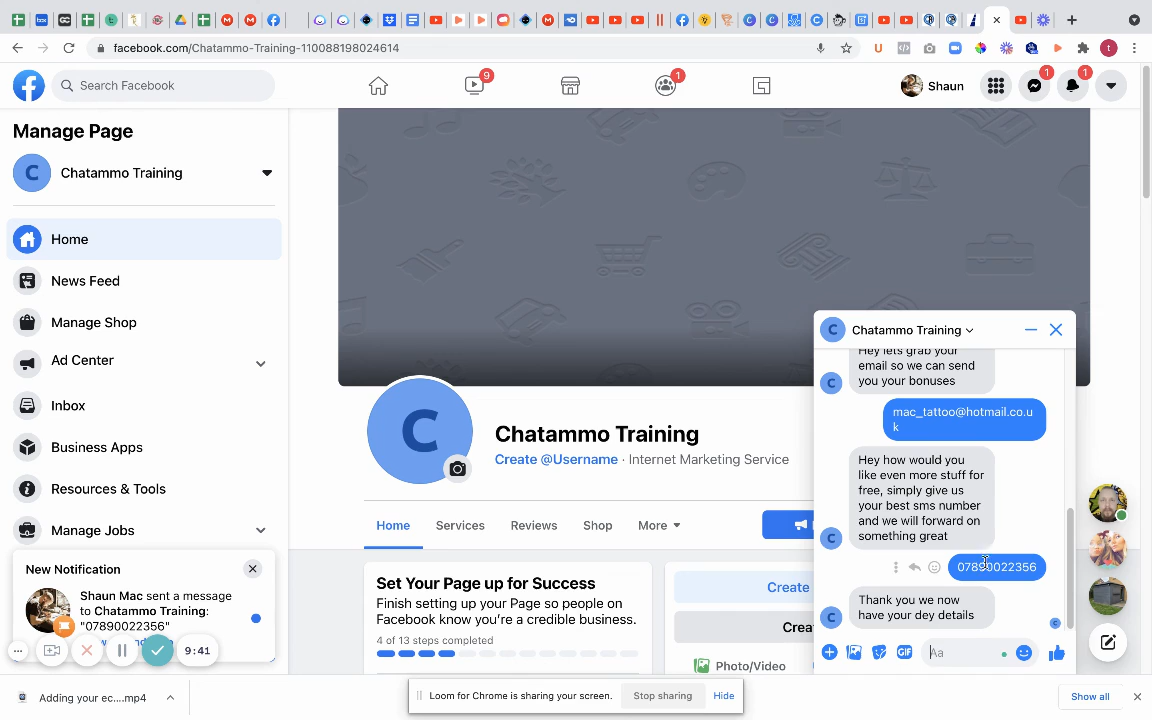 facebook.com/Chatammo-Training-110088198024614
Search Facebook
9
1
Shaun
1
1
Manage Page
C
Chatammo Training
Home
News Feed
Manage Shop
Ad Center
Inbox
Business Apps
Resources & Tools
Manage Jobs
New Notification
Shaun Mac sent a message
to Chatammo Training:
"07890022356"
9:41
C
Chatammo Training
Create @Username · Internet Marketing Service
Home
Services
Reviews
Shop
More
Set Your Page up for Success
Finish setting up your Page so people on
Facebook know you're a credible business.
4 of 13 steps completed
Create
Crea
Photo/Video
C
Chatammo Training
Hey lets grab your
email so we can send
you your bonuses
C
mac_tattoo@hotmail.co.u
k
Hey how would you
like even more stuff for
free, simply give us
your best sms number
and we will forward on
something great
C
07890022356
Thank you we now
have your dey details
C
GIF
Aa
Adding your ec....mp4
Loom for Chrome is sharing your screen.
Stop sharing
Hide
Show all